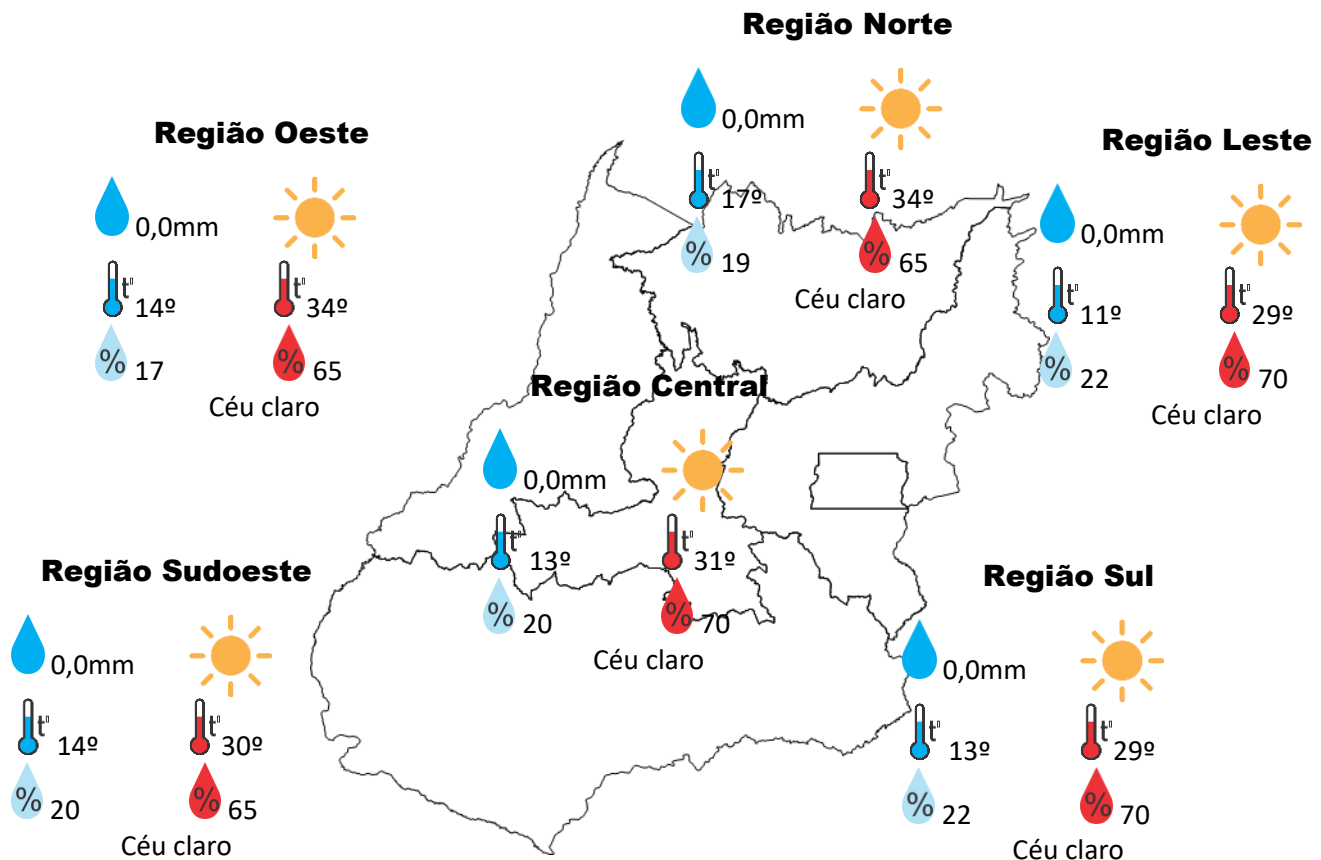 Região Norte
0,0mm
t° 17º
t° 34º
% 19
% 65
Céu claro
Região Oeste
0,0mm
t° 14º
t° 34º
% 17
% 65
Céu claro
Região Leste
0,0mm
t° 11º
t° 29º
% 22
% 70
Céu claro
Região Central
0,0mm
t° 13º
t° 31º
% 20
% 70
Céu claro
Região Sudoeste
0,0mm
t° 14º
t° 30º
% 20
% 65
Céu claro
Região Sul
0,0mm
t° 13º
t° 29º
% 22
% 70
Céu claro